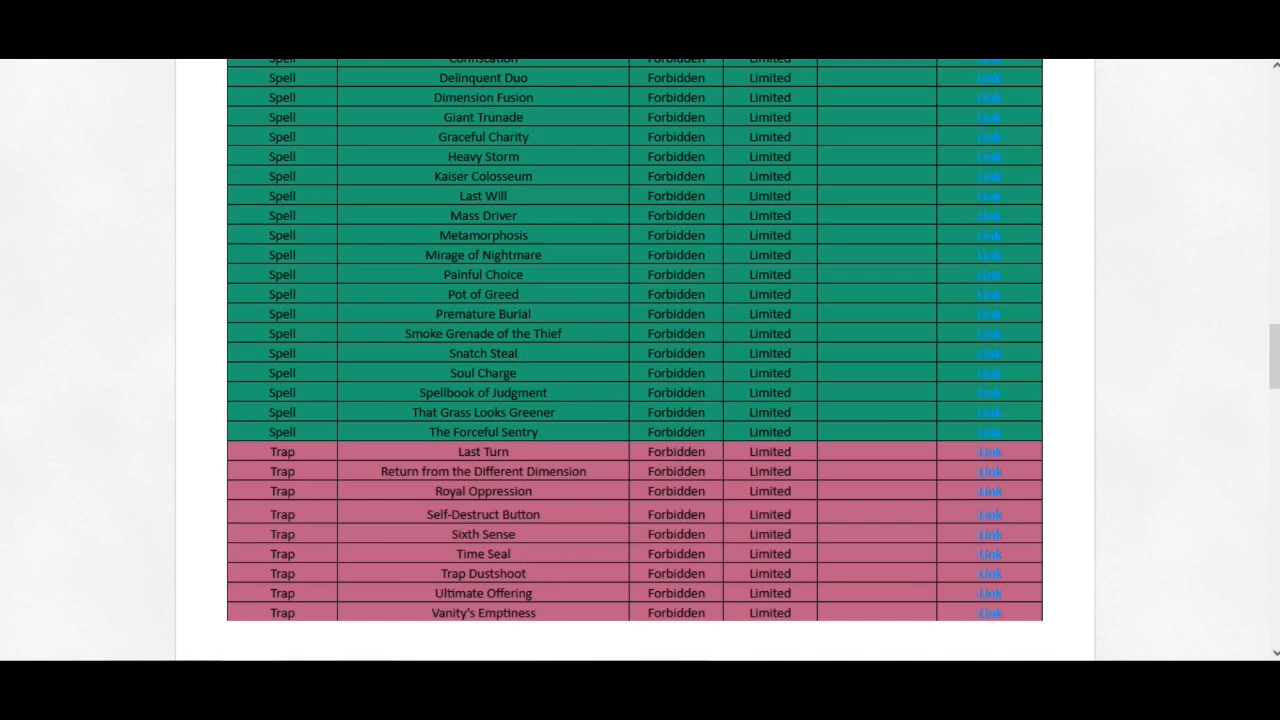 Spell Confiscation Forbidden Limited Link
Spell Delinquent Duo Forbidden Limited Link
Spell Dimension Fusion Forbidden Limited Link
Spell Giant Trunade Forbidden Limited Link
Spell Graceful Charity Forbidden Limited Link
Spell Heavy Storm Forbidden Limited Link
Spell Kaiser Colosseum Forbidden Limited Link
Spell Last Will Forbidden Limited Link
Spell Mass Driver Forbidden Limited Link
Spell Metamorphosis Forbidden Limited Link
Spell Mirage of Nightmare Forbidden Limited Link
Spell Painful Choice Forbidden Limited Link
Spell Pot of Greed Forbidden Limited Link
Spell Premature Burial Forbidden Limited Link
Spell Smoke Grenade of the Thief Forbidden Limited Link
Spell Snatch Steal Forbidden Limited Link
Spell Soul Charge Forbidden Limited Link
Spell Spellbook of Judgment Forbidden Limited Link
Spell That Grass Looks Greener Forbidden Limited Link
Spell The Forceful Sentry Forbidden Limited Link
Trap Last Turn Forbidden Limited Link
Trap Return from the Different Dimension Forbidden Limited Link
Trap Royal Oppression Forbidden Limited Link
Trap Self-Destruct Button Forbidden Limited Link
Trap Sixth Sense Forbidden Limited Link
Trap Time Seal Forbidden Limited Link
Trap Trap Dustshoot Forbidden Limited Link
Trap Ultimate Offering Forbidden Limited Link
Trap Vanity's Emptiness Forbidden Limited Link